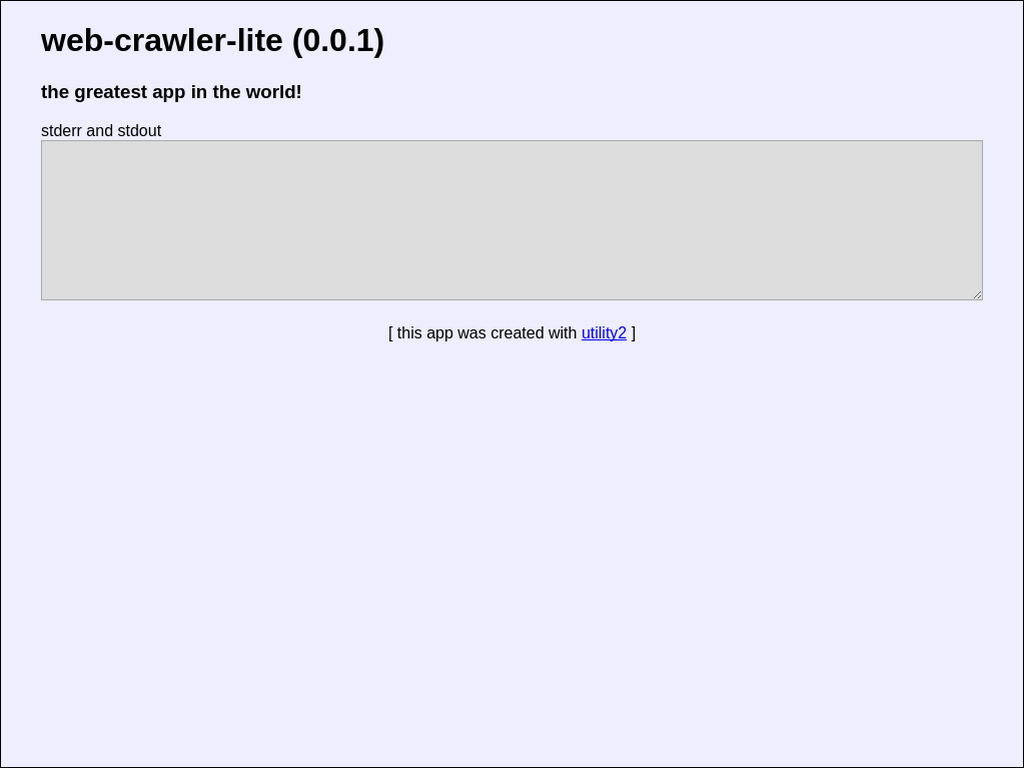 web-crawler-lite (0.0.1)
the greatest app in the world!
stderr and stdout
[ this app was created with utility2 ]